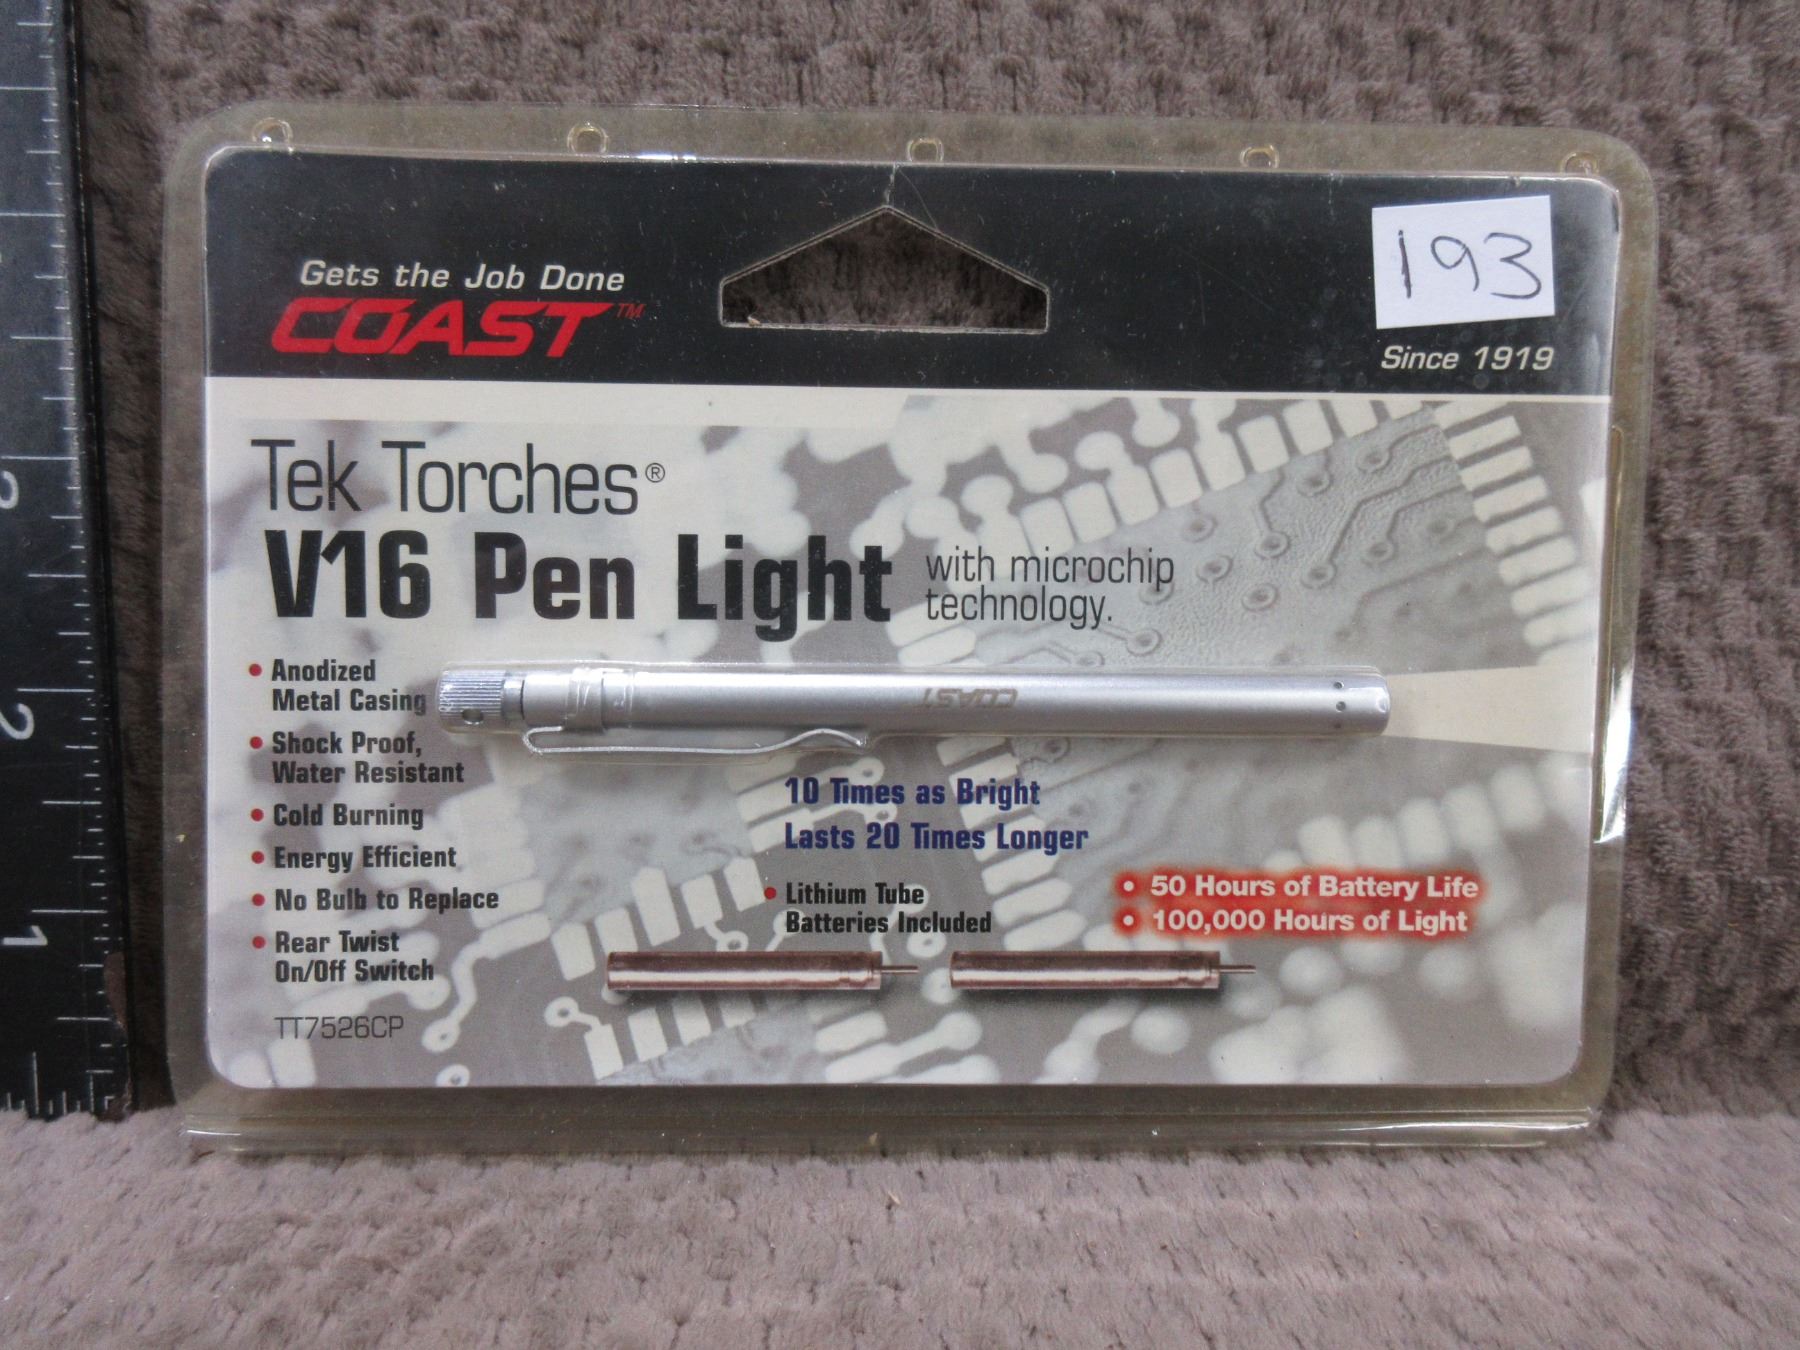 193
Gets the Job Done
COAST™
Since 1919
Tek Torches®
V16 Pen Light
with microchip
technology.
• Anodized
Metal Casing
• Shock Proof,
Water Resistant
• Cold Burning
• Energy Efficient
• No Bulb to Replace
• Rear Twist
On/Off Switch
TT7526CP
COAST
10 Times as Bright
Lasts 20 Times Longer
• Lithium Tube
Batteries Included
• 50 Hours of Battery Life
• 100,000 Hours of Light
2
1